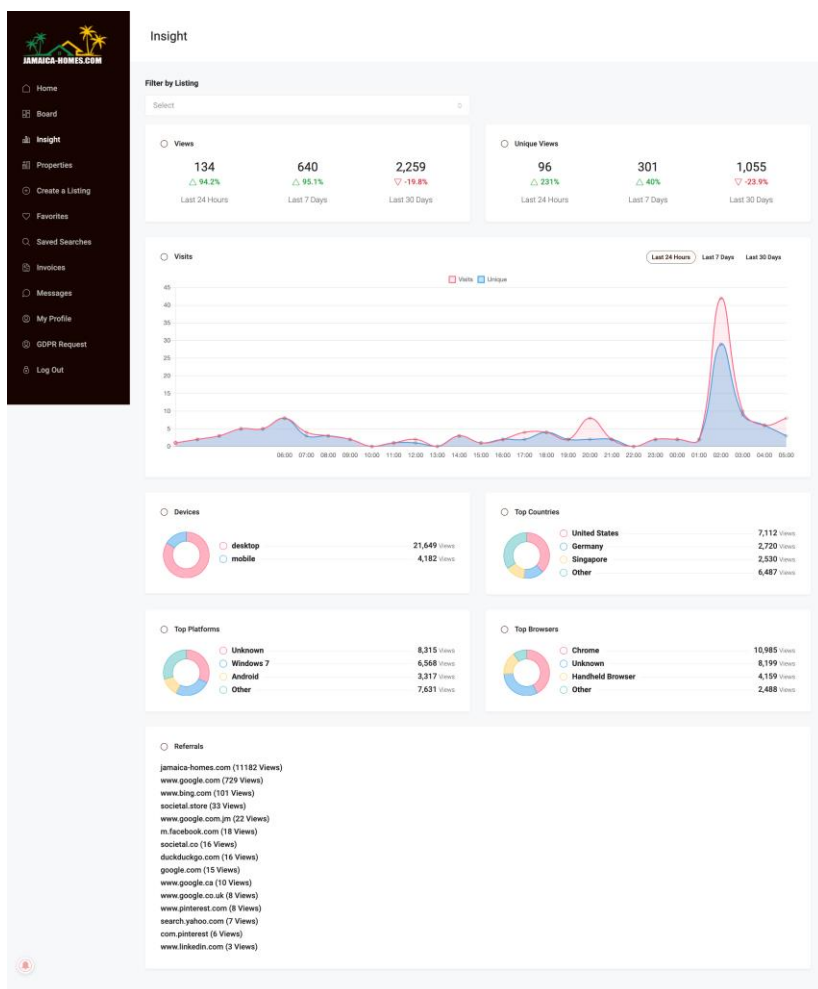 JAMAICA-HOMES.COM
Home
Board
Insight
Properties
Create a Listing
Favorites
Saved Searches
Invoices
Messages
My Profile
GDPR Request
Log Out
Insight
Filter by Listing
Select
Views
134 640 2,259
94.2% 95.1% -19.8%
Last 24 Hours Last 7 Days Last 30 Days
Unique Views
96 301 1,055
231% 40% -23.9%
Last 24 Hours Last 7 Days Last 30 Days
Visits
Last 24 Hours Last 7 Days Last 30 Days
Visits Unique
45
40
35
30
25
20
15
10
5
0
06:00 07:00 08:00 09:00 10:00 11:00 12:00 13:00 14:00 15:00 16:00 17:00 18:00 19:00 20:00 21:00 22:00 23:00 00:00 01:00 02:00 03:00 04:00 05:00
Devices
desktop 21,649 Views
mobile 4,182 Views
Top Countries
United States 7,112 Views
Germany 2,720 Views
Singapore 2,530 Views
Other 6,487 Views
Top Platforms
Unknown 8,315 Views
Windows 7 6,568 Views
Android 3,317 Views
Other 7,631 Views
Top Browsers
Chrome 10,985 Views
Unknown 8,199 Views
Handheld Browser 4,159 Views
Other 2,488 Views
Referrals
jamaica-homes.com (11182 Views)
www.google.com (729 Views)
www.bing.com (101 Views)
societal.store (33 Views)
www.google.com.jm (22 Views)
m.facebook.com (18 Views)
societal.co (16 Views)
duckduckgo.com (16 Views)
google.com (15 Views)
www.google.ca (10 Views)
www.google.co.uk (8 Views)
www.pinterest.com (8 Views)
search.yahoo.com (7 Views)
com.pinterest (6 Views)
www.linkedin.com (3 Views)